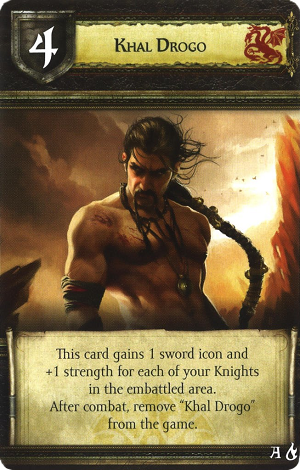 4
Khal Drogo
This card gains 1 sword icon and
+1 strength for each of your Knights
in the embattled area.
After combat, remove “Khal Drogo”
from the game.
A